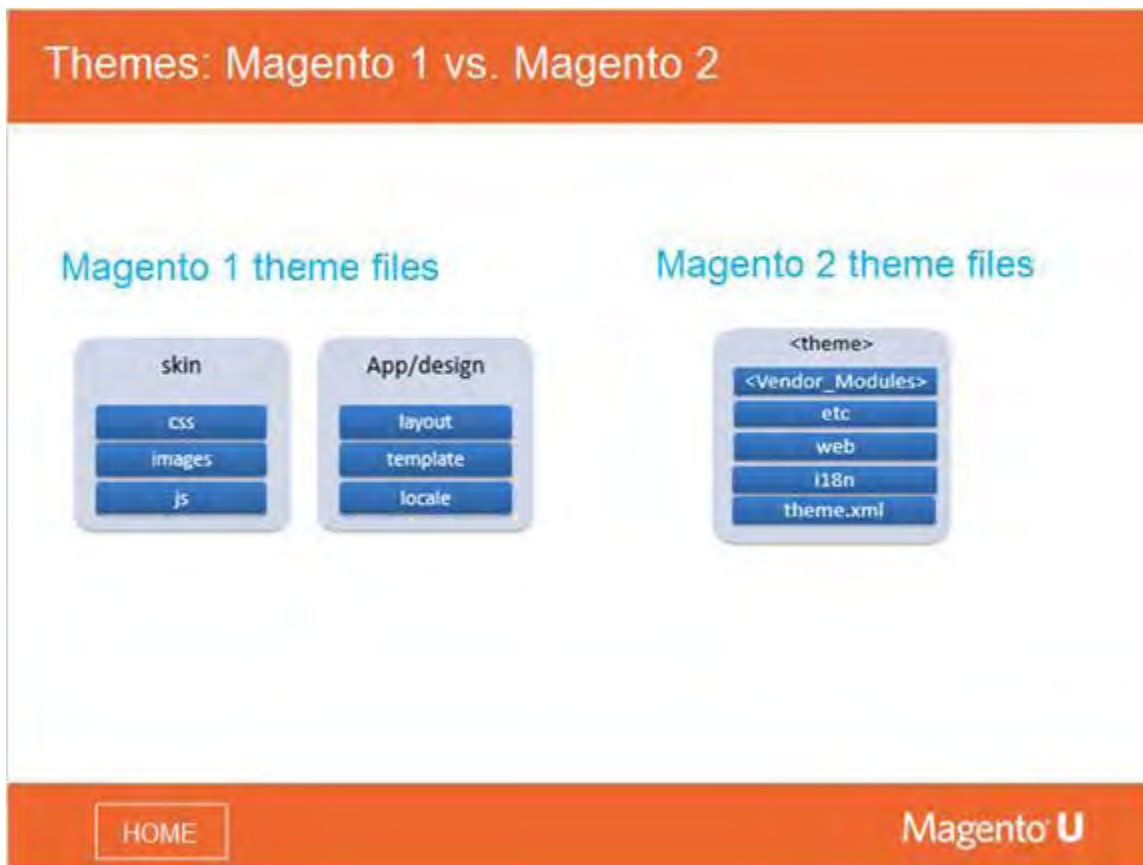 Themes: Magento 1 vs. Magento 2
Magento 1 theme files
skin
css
images
js
App/design
layout
template
locale
Magento 2 theme files
<theme>
<Vendor_Modules>
etc
web
i18n
theme.xml
HOME
Magento U